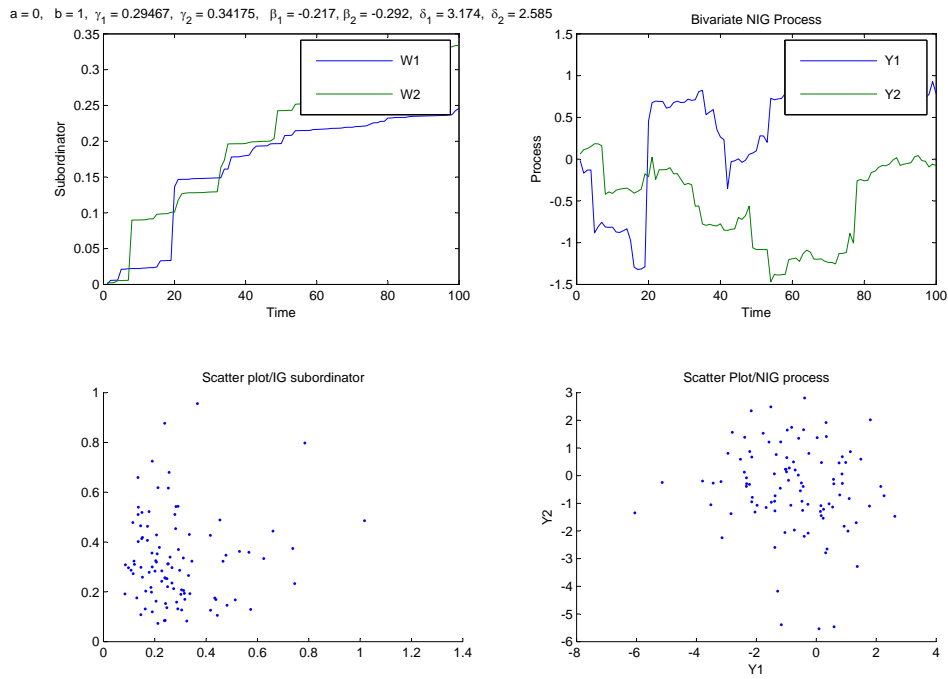 a = 0, b = 1, γ1 = 0.29467, γ2 = 0.34175, β1 = -0.217, β2 = -0.292, δ1 = 3.174, δ2 = 2.585
0.35
0.3
0.25
0.2
0.15
0.1
0.05
0
0 20 40 60 80 100
Subordinator
Time
W1
W2
Bivariate NIG Process
1.5
1
0.5
0
-0.5
-1
-1.5
0 20 40 60 80 100
Process
Time
Y1
Y2
Scatter plot/IG subordinator
1
0.8
0.6
0.4
0.2
0
0 0.2 0.4 0.6 0.8 1 1.2 1.4
Scatter Plot/NIG process
3
2
1
0
-1
-2
-3
-4
-5
-6
-8 -6 -4 -2 0 2 4
Y2
Y1